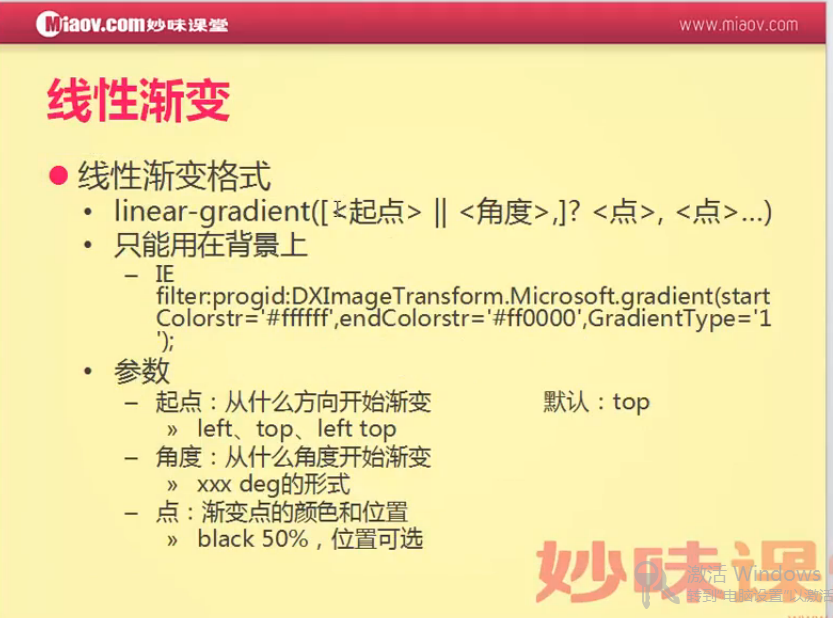 Miaov.com妙味课堂
www.miaov.com
线性渐变
线性渐变格式
linear-gradient([<起点> || <角度>,]? <点>, <点>...)
只能用在背景上
IE
filter:progid:DXImageTransform.Microsoft.gradient(start
Colorstr='#ffffff',endColorstr='#ff0000',GradientType='1
');
参数
起点：从什么方向开始渐变 默认：top
» left、top、left top
角度：从什么角度开始渐变
» xxx deg的形式
点：渐变点的颜色和位置
» black 50%，位置可选
妙味课
激活 Windows
转到"电脑设置"以激活